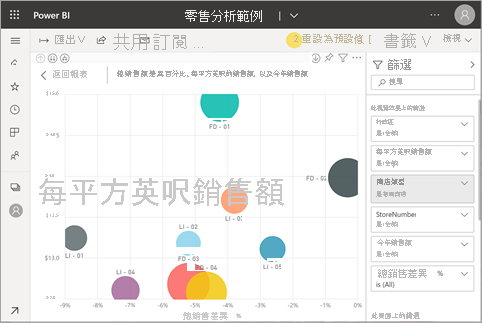 Power BI
零售分析範例
匯出
共用
訂閱 ...
2
重設為預設值
書籤
檢視
返回報表
總銷售差異百分比、每平方英呎的銷售額, 以及今年銷售額
篩選
搜尋
此視覺效果上的篩選
行政區
是 (全部)
每平方英呎銷售額
是 (全部)
商店類型
StoreNumber
是 (全部)
今年銷售額
是 (全部)
總銷售差異 %
is (All)
此頁面上的篩選
每平方英呎銷售額
FD - 01
FD - 02
LI - 01
LI - 02
FD - 03
LI - 04
LI - 05
-9%
-8%
-7%
-6%
-5%
-4%
-3%
-2%
-1%
0%
總銷售差異 %